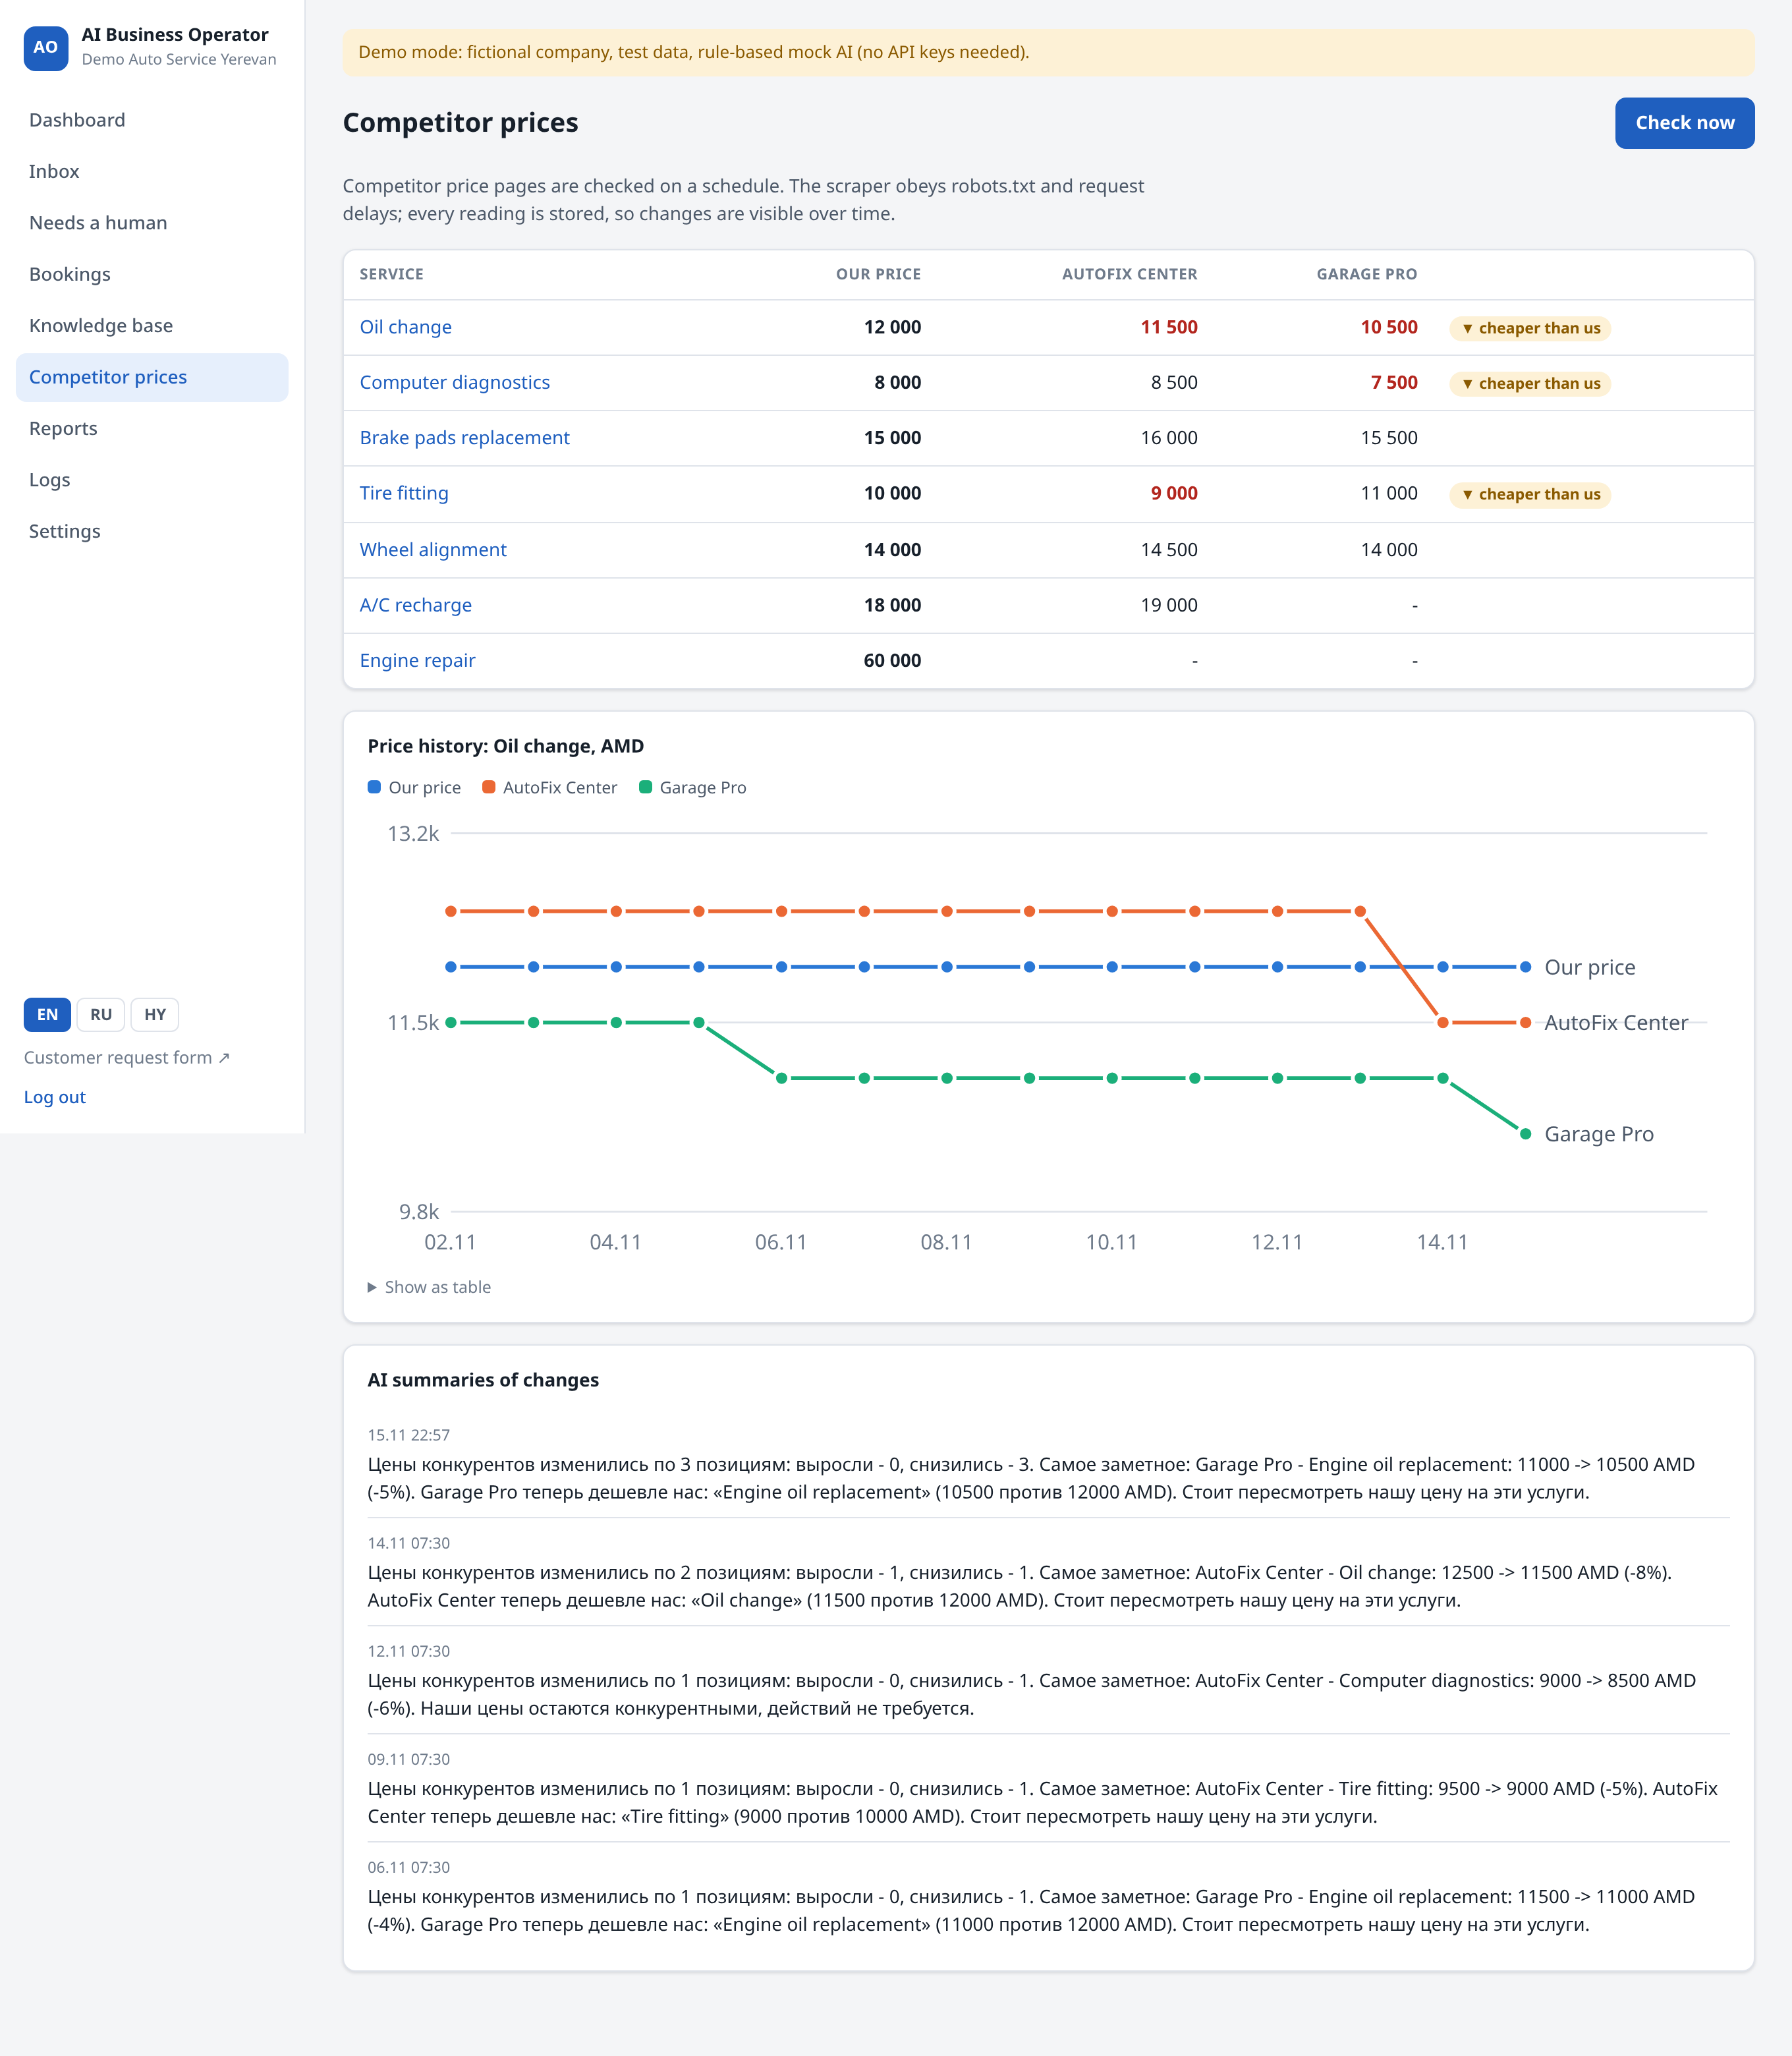 AO
AI Business Operator
Demo Auto Service Yerevan
Dashboard
Inbox
Needs a human
Bookings
Knowledge base
Competitor prices
Reports
Logs
Settings
EN RU HY
Customer request form ↗
Log out
Demo mode: fictional company, test data, rule-based mock AI (no API keys needed).
Competitor prices
Check now
Competitor price pages are checked on a schedule. The scraper obeys robots.txt and request
delays; every reading is stored, so changes are visible over time.
SERVICE OUR PRICE AUTOFIX CENTER GARAGE PRO
Oil change 12 000 11 500 10 500 ▼ cheaper than us
Computer diagnostics 8 000 8 500 7 500 ▼ cheaper than us
Brake pads replacement 15 000 16 000 15 500
Tire fitting 10 000 9 000 11 000 ▼ cheaper than us
Wheel alignment 14 000 14 500 14 000
A/C recharge 18 000 19 000 -
Engine repair 60 000 - -
Price history: Oil change, AMD
Our price AutoFix Center Garage Pro
13.2k
Our price
11.5k
AutoFix Center
Garage Pro
9.8k
02.11 04.11 06.11 08.11 10.11 12.11 14.11
▶ Show as table
AI summaries of changes
15.11 22:57
Цены конкурентов изменились по 3 позициям: выросли - 0, снизились - 3. Самое заметное: Garage Pro - Engine oil replacement: 11000 -> 10500 AMD
(-5%). Garage Pro теперь дешевле нас: «Engine oil replacement» (10500 против 12000 AMD). Стоит пересмотреть нашу цену на эти услуги.
14.11 07:30
Цены конкурентов изменились по 2 позициям: выросли - 1, снизились - 1. Самое заметное: AutoFix Center - Oil change: 12500 -> 11500 AMD (-8%).
AutoFix Center теперь дешевле нас: «Oil change» (11500 против 12000 AMD). Стоит пересмотреть нашу цену на эти услуги.
12.11 07:30
Цены конкурентов изменились по 1 позициям: выросли - 0, снизились - 1. Самое заметное: AutoFix Center - Computer diagnostics: 9000 -> 8500 AMD
(-6%). Наши цены остаются конкурентными, действий не требуется.
09.11 07:30
Цены конкурентов изменились по 1 позициям: выросли - 0, снизились - 1. Самое заметное: AutoFix Center - Tire fitting: 9500 -> 9000 AMD (-5%). AutoFix
Center теперь дешевле нас: «Tire fitting» (9000 против 10000 AMD). Стоит пересмотреть нашу цену на эти услуги.
06.11 07:30
Цены конкурентов изменились по 1 позициям: выросли - 0, снизились - 1. Самое заметное: Garage Pro - Engine oil replacement: 11500 -> 11000 AMD
(-4%). Garage Pro теперь дешевле нас: «Engine oil replacement» (11000 против 12000 AMD). Стоит пересмотреть нашу цену на эти услуги.